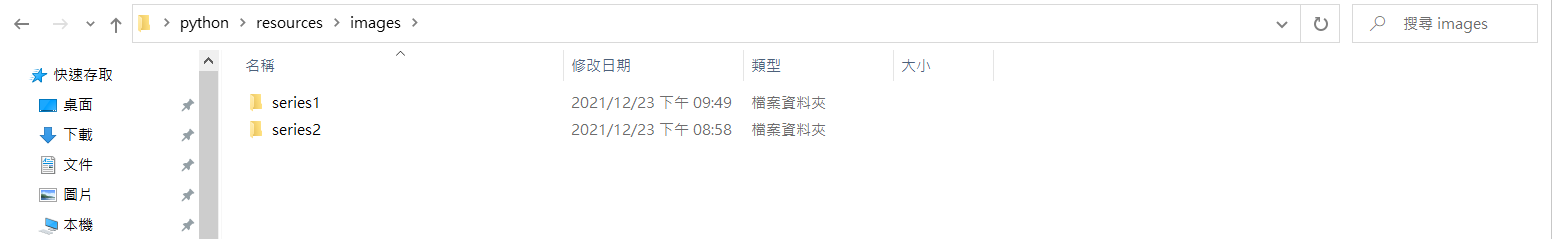 python resources images
搜尋 images
快速存取
桌面
下載
文件
圖片
本機
名稱 修改日期 類型 大小
series1 2021/12/23 下午 09:49 檔案資料夾
series2 2021/12/23 下午 08:58 檔案資料夾